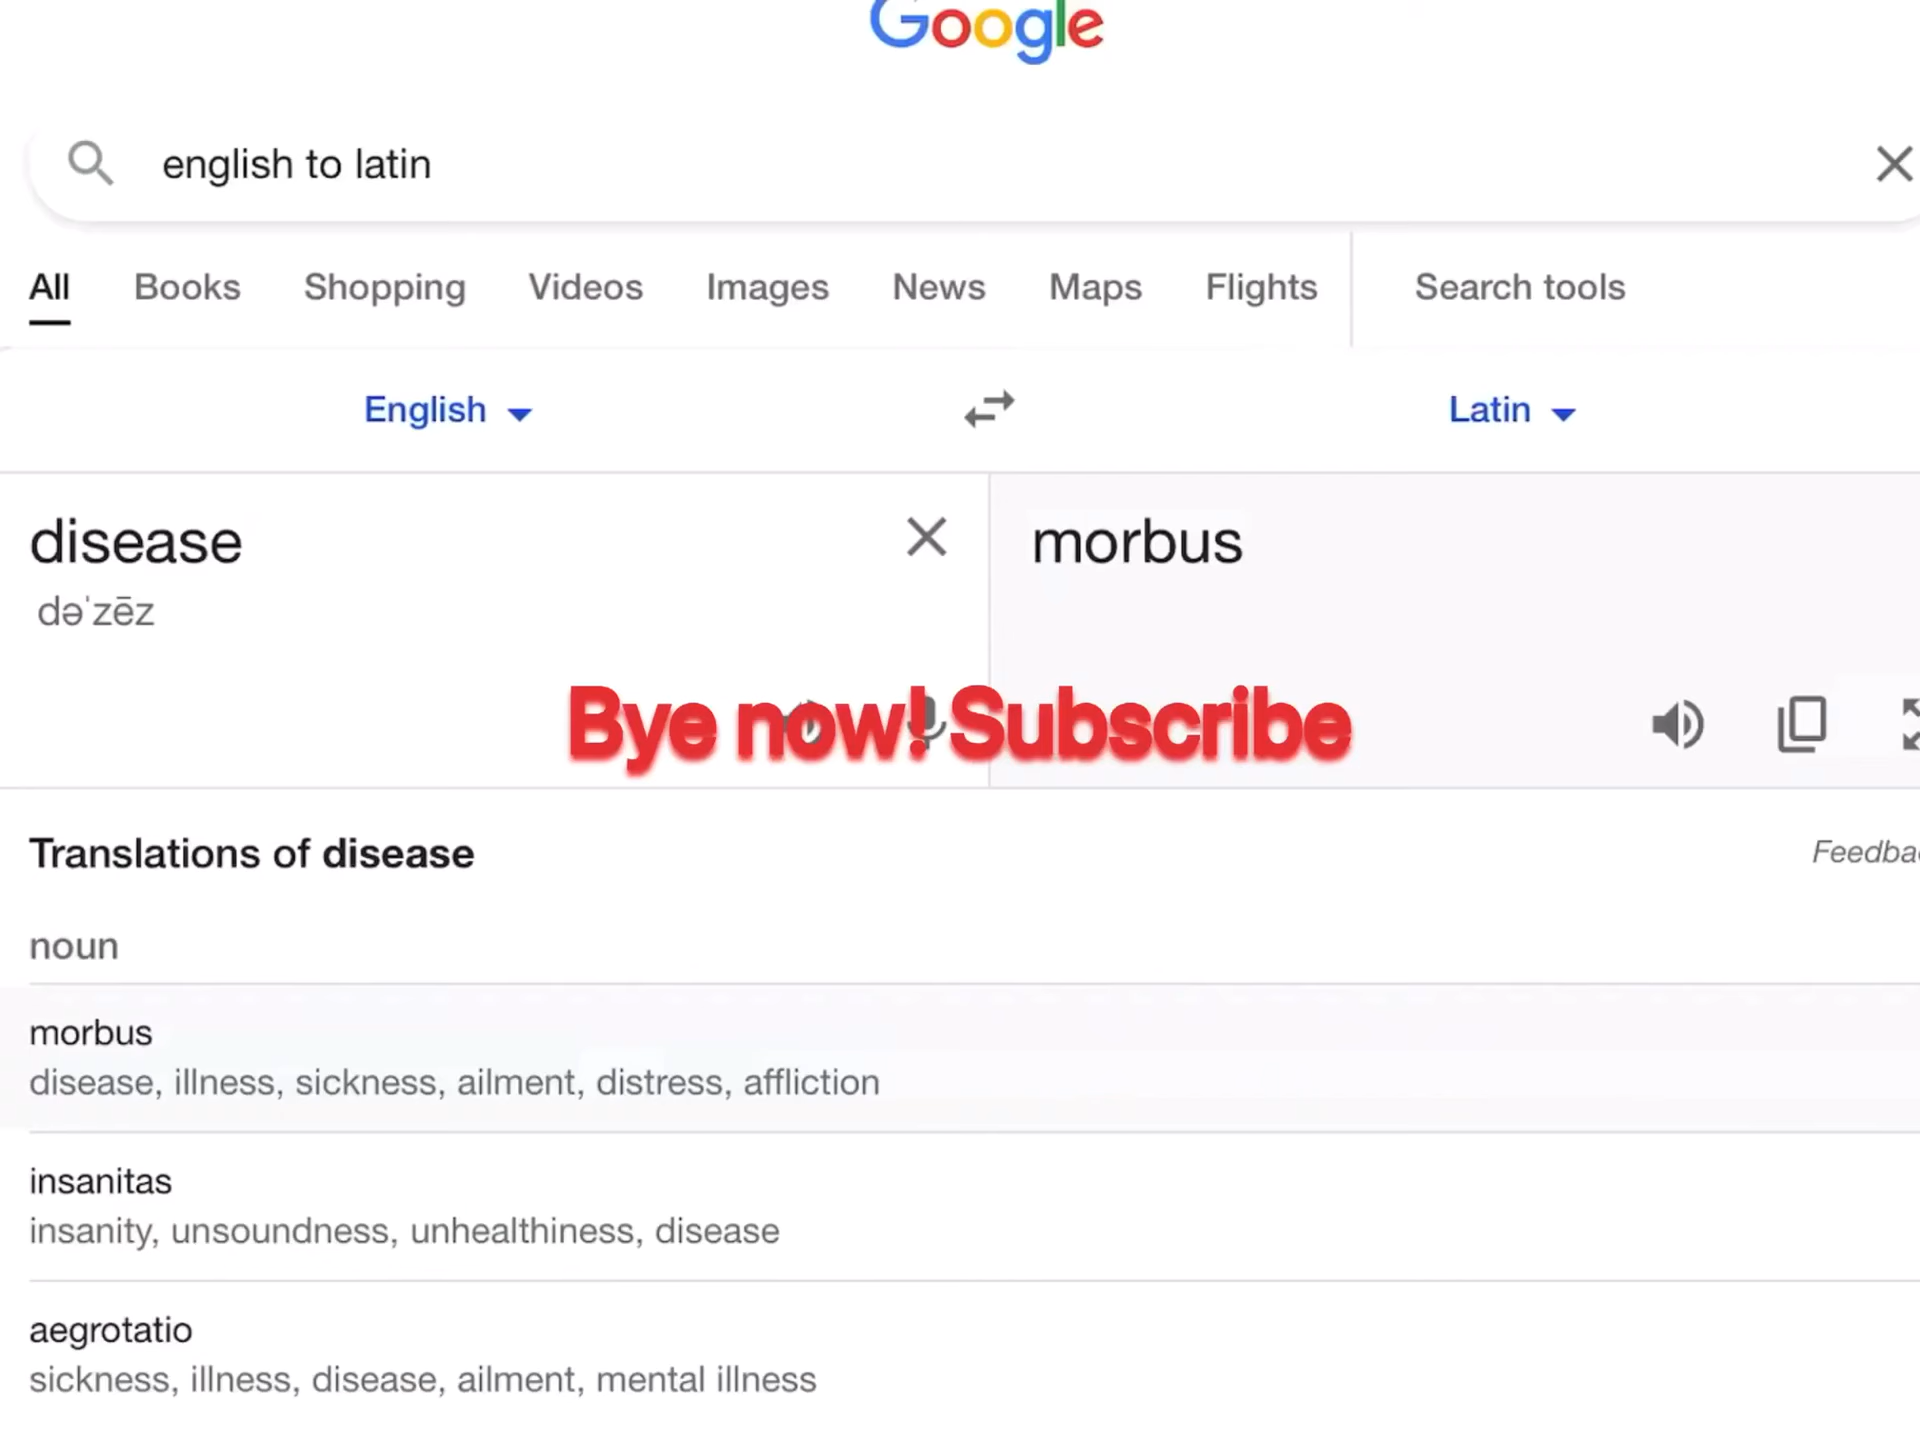 Google
english to latin
All Books Shopping Videos Images News Maps Flights Search tools
English Latin
disease morbus
dəˈzēz
Bye now! Subscribe
Translations of disease
Feedba
noun
morbus
disease, illness, sickness, ailment, distress, affliction
insanitas
insanity, unsoundness, unhealthiness, disease
aegrotatio
sickness, illness, disease, ailment, mental illness